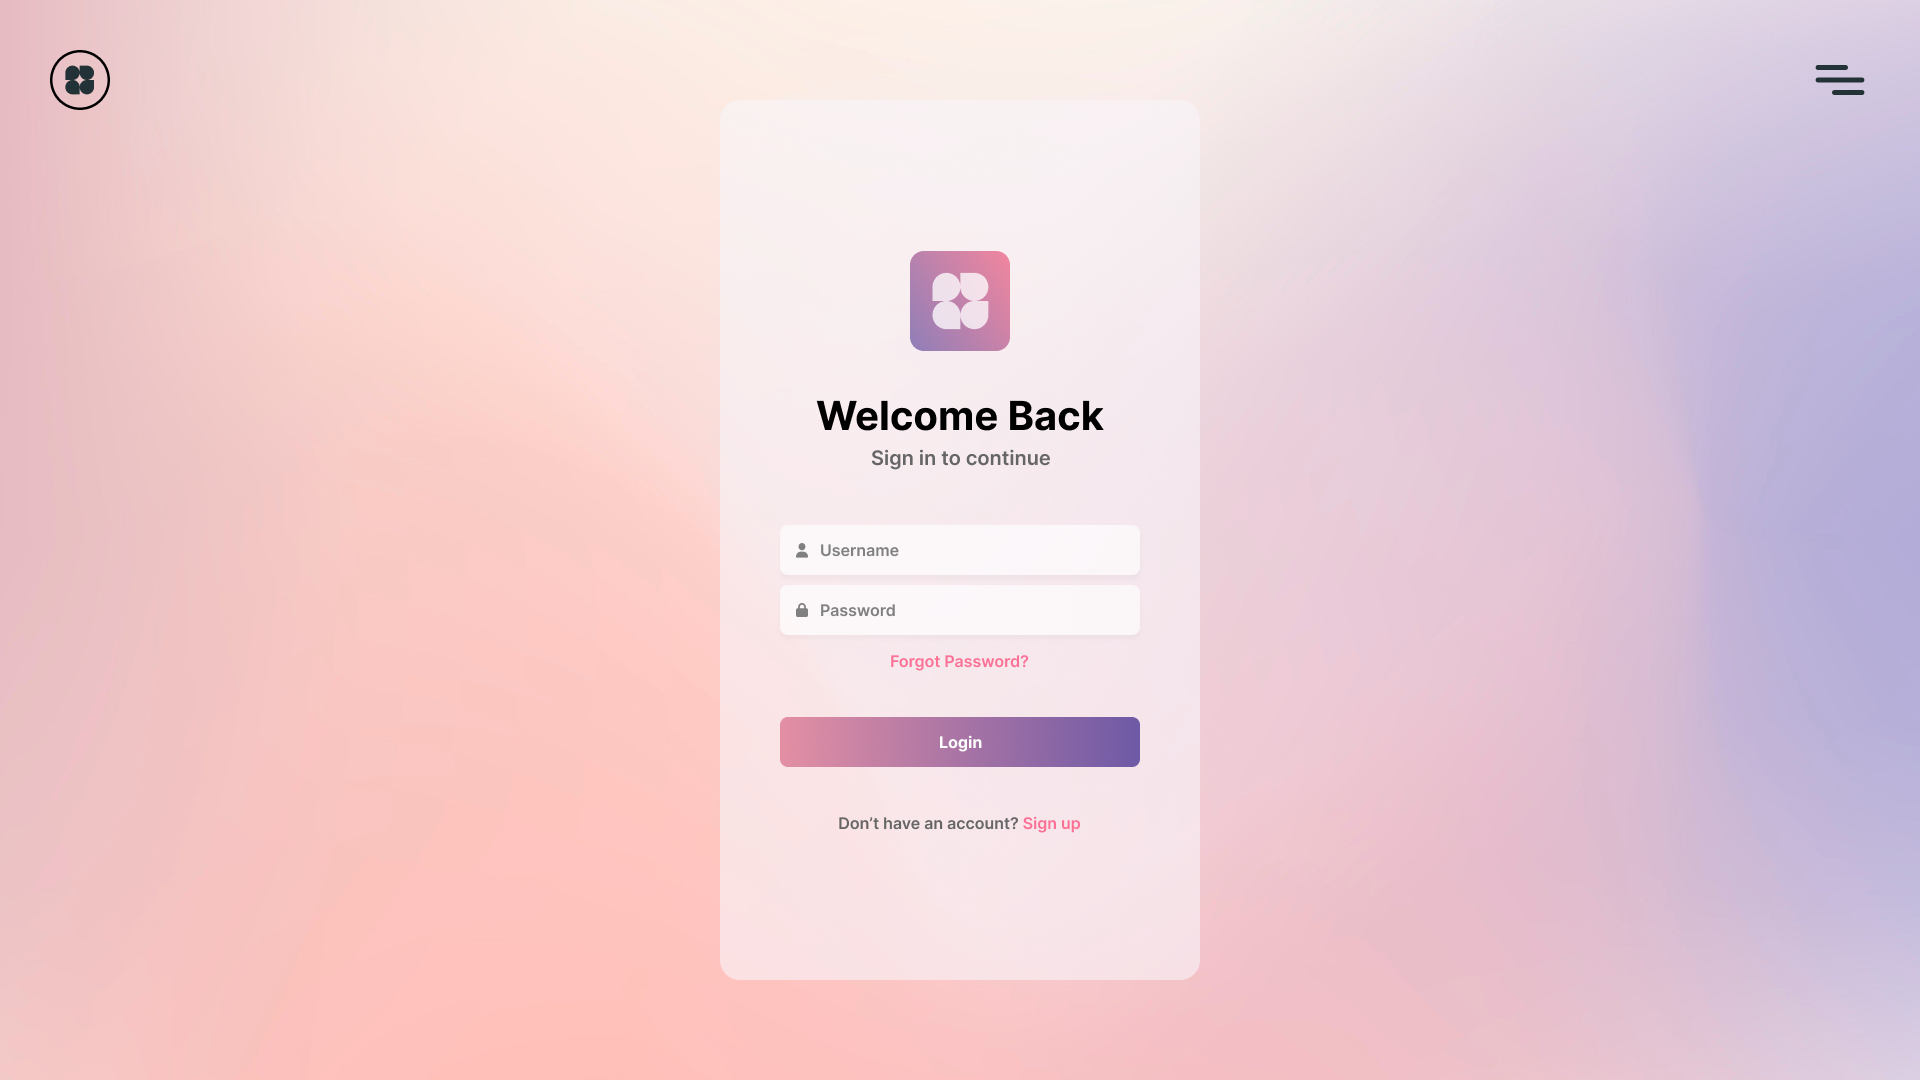 Welcome Back
Sign in to continue
Username
Password
Forgot Password?
Login
Don’t have an account? Sign up